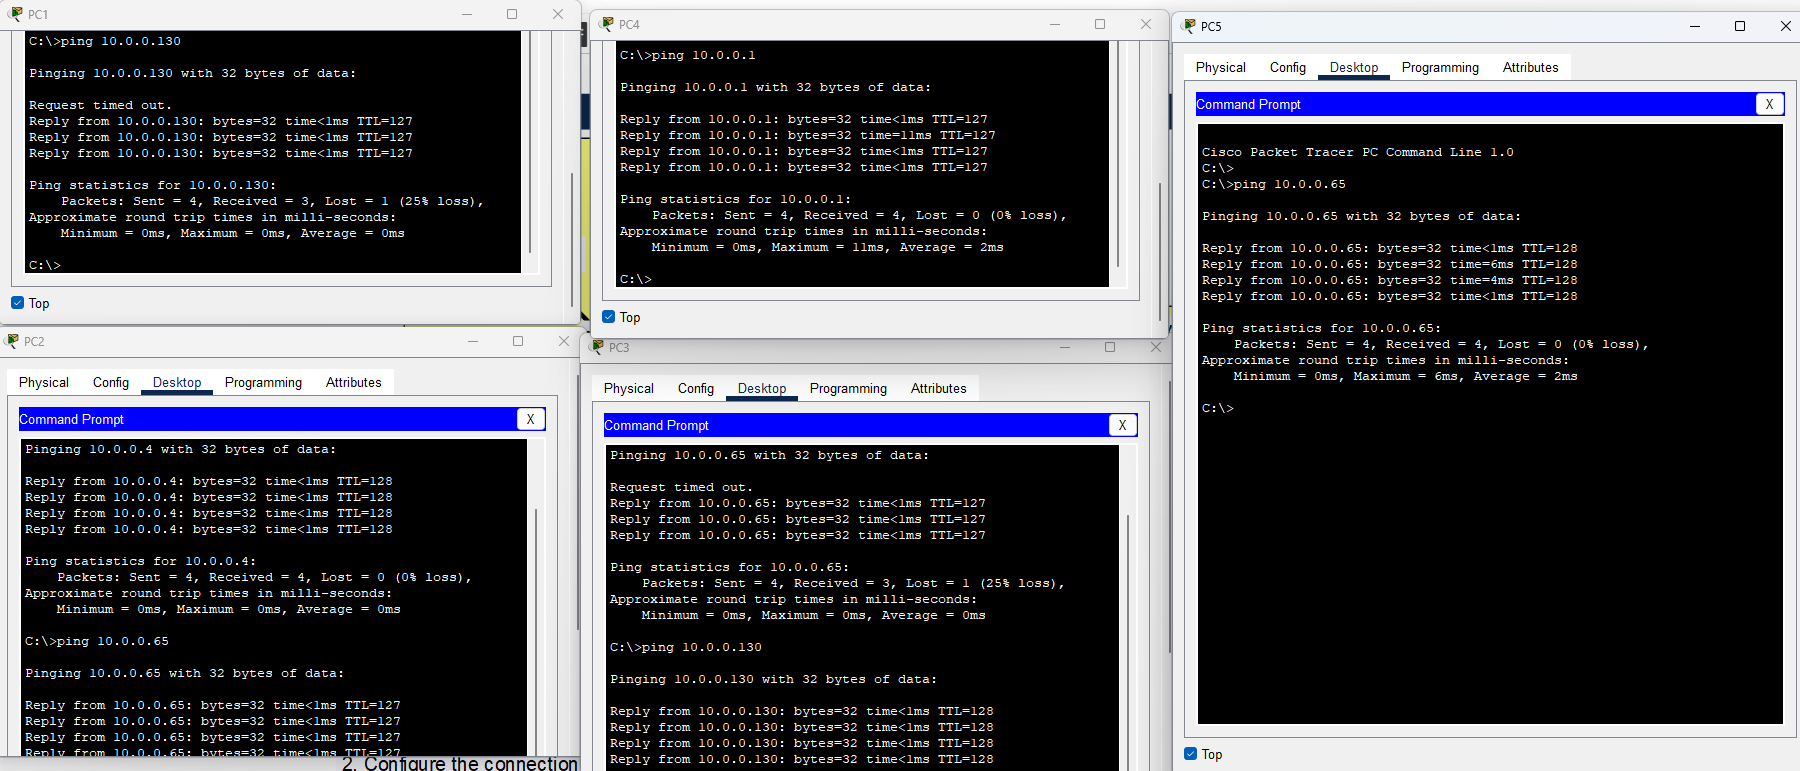 PC1
C:\>ping 10.0.0.130
Pinging 10.0.0.130 with 32 bytes of data:
Request timed out.
Reply from 10.0.0.130: bytes=32 time<1ms TTL=127
Reply from 10.0.0.130: bytes=32 time<1ms TTL=127
Reply from 10.0.0.130: bytes=32 time<1ms TTL=127
Ping statistics for 10.0.0.130:
Packets: Sent = 4, Received = 3, Lost = 1 (25% loss),
Approximate round trip times in milli-seconds:
Minimum = 0ms, Maximum = 0ms, Average = 0ms
C:\>
Top
PC4
C:\>ping 10.0.0.1
Pinging 10.0.0.1 with 32 bytes of data:
Reply from 10.0.0.1: bytes=32 time<1ms TTL=127
Reply from 10.0.0.1: bytes=32 time=11ms TTL=127
Reply from 10.0.0.1: bytes=32 time<1ms TTL=127
Reply from 10.0.0.1: bytes=32 time<1ms TTL=127
Ping statistics for 10.0.0.1:
Packets: Sent = 4, Received = 4, Lost = 0 (0% loss),
Approximate round trip times in milli-seconds:
Minimum = 0ms, Maximum = 11ms, Average = 2ms
C:\>
Top
PC5
Physical Config Desktop Programming Attributes
Command Prompt X
Cisco Packet Tracer PC Command Line 1.0
C:\>
C:\>ping 10.0.0.65
Pinging 10.0.0.65 with 32 bytes of data:
Reply from 10.0.0.65: bytes=32 time<1ms TTL=128
Reply from 10.0.0.65: bytes=32 time=6ms TTL=128
Reply from 10.0.0.65: bytes=32 time=4ms TTL=128
Reply from 10.0.0.65: bytes=32 time<1ms TTL=128
Ping statistics for 10.0.0.65:
Packets: Sent = 4, Received = 4, Lost = 0 (0% loss),
Approximate round trip times in milli-seconds:
Minimum = 0ms, Maximum = 6ms, Average = 2ms
C:\>
Top
PC2
Physical Config Desktop Programming Attributes
Command Prompt X
Pinging 10.0.0.4 with 32 bytes of data:
Reply from 10.0.0.4: bytes=32 time<1ms TTL=128
Reply from 10.0.0.4: bytes=32 time<1ms TTL=128
Reply from 10.0.0.4: bytes=32 time<1ms TTL=128
Reply from 10.0.0.4: bytes=32 time<1ms TTL=128
Ping statistics for 10.0.0.4:
Packets: Sent = 4, Received = 4, Lost = 0 (0% loss),
Approximate round trip times in milli-seconds:
Minimum = 0ms, Maximum = 0ms, Average = 0ms
C:\>ping 10.0.0.65
Pinging 10.0.0.65 with 32 bytes of data:
Reply from 10.0.0.65: bytes=32 time<1ms TTL=127
Reply from 10.0.0.65: bytes=32 time<1ms TTL=127
Reply from 10.0.0.65: bytes=32 time<1ms TTL=127
Reply from 10.0.0.65: bytes=32 time<1ms TTL=127
PC3
Physical Config Desktop Programming Attributes
Command Prompt X
Pinging 10.0.0.65 with 32 bytes of data:
Request timed out.
Reply from 10.0.0.65: bytes=32 time<1ms TTL=127
Reply from 10.0.0.65: bytes=32 time<1ms TTL=127
Reply from 10.0.0.65: bytes=32 time<1ms TTL=127
Ping statistics for 10.0.0.65:
Packets: Sent = 4, Received = 3, Lost = 1 (25% loss),
Approximate round trip times in milli-seconds:
Minimum = 0ms, Maximum = 0ms, Average = 0ms
C:\>ping 10.0.0.130
Pinging 10.0.0.130 with 32 bytes of data:
Reply from 10.0.0.130: bytes=32 time<1ms TTL=128
Reply from 10.0.0.130: bytes=32 time<1ms TTL=128
Reply from 10.0.0.130: bytes=32 time<1ms TTL=128
Reply from 10.0.0.130: bytes=32 time<1ms TTL=128
2. Configure the connection